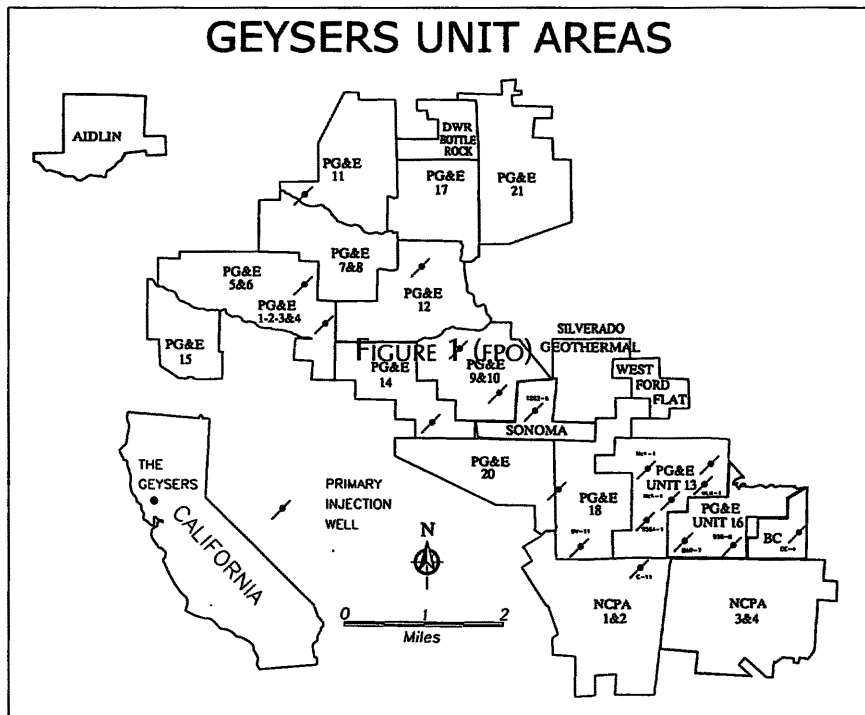 GEYSERS UNIT AREAS
AIDLIN
DWR
BOTTLE
ROCK
PG&E
11
PG&E
17
PG&E
21
PG&E
7&8
PG&E
5&6
PG&E
12
PG&E
1-2-3&4
PG&E
15
SILVERADO
GEOTHERMAL
FIGURE 1 (FPO)
PG&E
9&10
PG&E
14
WEST
FORD
FLAT
SONOMA
PG&E
20
PG&E
18
PG&E
UNIT 13
PG&E
UNIT 16
BC
C-11
NCPA
1&2
NCPA
3&4
THE
GEYSERS
CALIFORNIA
PRIMARY
INJECTION
WELL
N
0 1 2
Miles